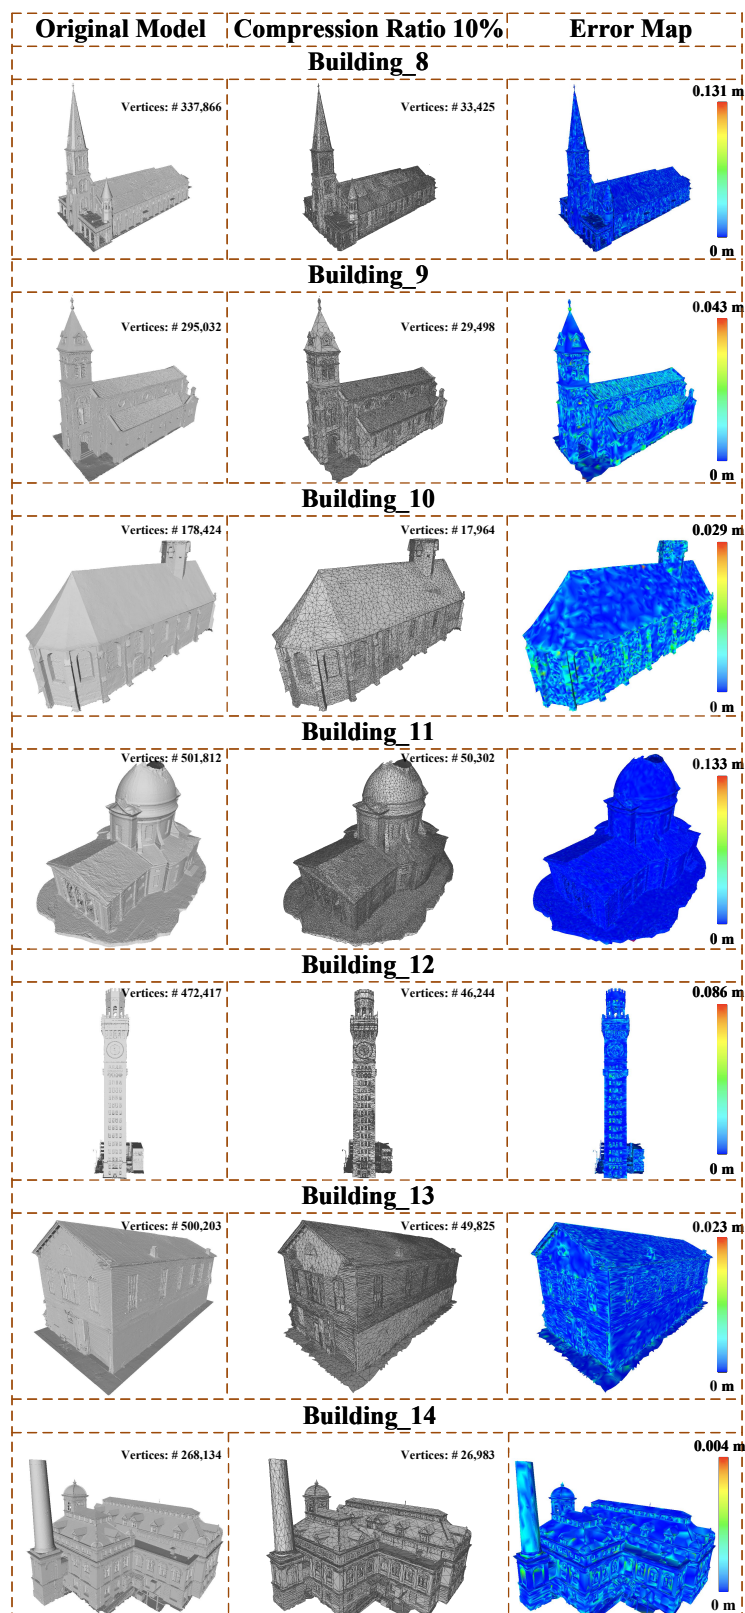 Original Model Compression Ratio 10% Error Map
Building_8
Vertices: # 337,866 Vertices: # 33,425 0.131 m
0 m
Building_9
Vertices: # 295,032 Vertices: # 29,498 0.043 m
0 m
Building_10
Vertices: # 178,424 Vertices: # 17,964 0.029 m
0 m
Building_11
Vertices: # 501,812 Vertices: # 50,302 0.133 m
0 m
Building_12
Vertices: # 472,417 Vertices: # 46,244 0.086 m
0 m
Building_13
Vertices: # 500,203 Vertices: # 49,825 0.023 m
0 m
Building_14
Vertices: # 268,134 Vertices: # 26,983 0.004 m
0 m